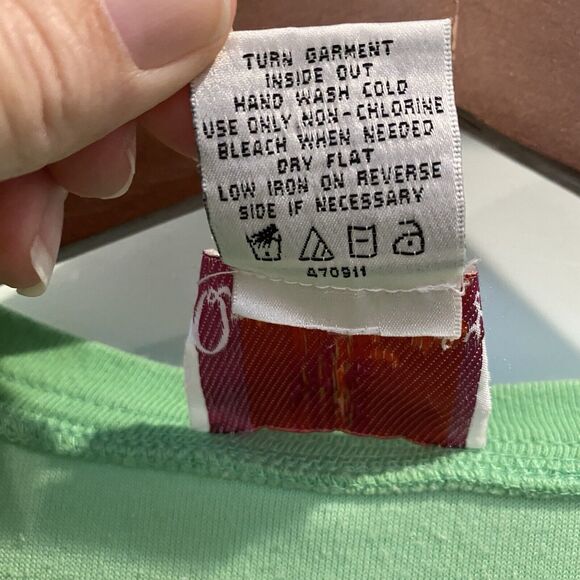 TURN GARMENT
INSIDE OUT
HAND WASH COLD
USE ONLY NON-CHLORINE
BLEACH WHEN NEEDED
DRY FLAT
LOW IRON ON REVERSE
SIDE IF NECESSARY
A70911